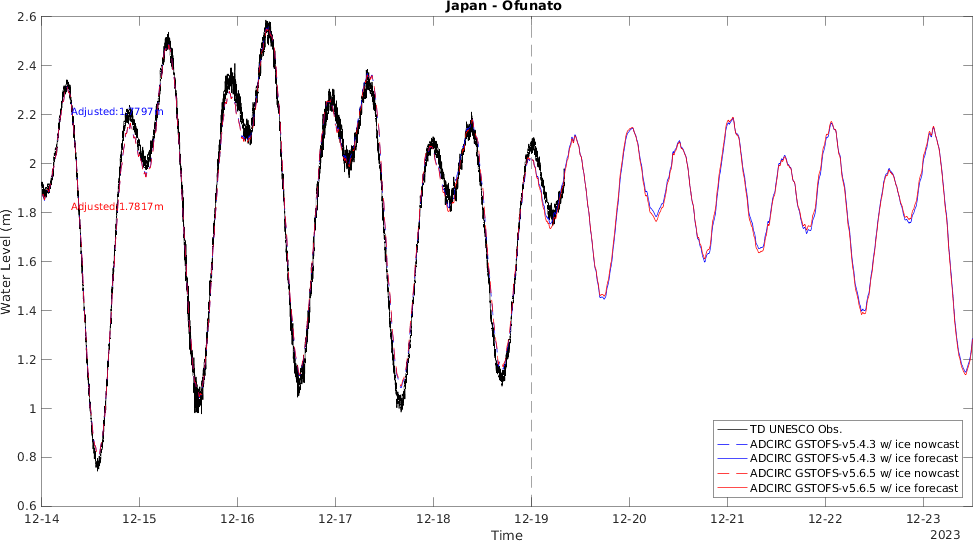 Japan - Ofunato
2.6
2.4
2.2
2
1.8
1.6
1.4
1.2
1
0.8
0.6
Water Level (m)
Adjusted:1.7797m
Adjusted:1.7817m
TD UNESCO Obs.
ADCIRC GSTOFS-v5.4.3 w/ ice nowcast
ADCIRC GSTOFS-v5.4.3 w/ ice forecast
ADCIRC GSTOFS-v5.6.5 w/ ice nowcast
ADCIRC GSTOFS-v5.6.5 w/ ice forecast
12-14 12-15 12-16 12-17 12-18 12-19 12-20 12-21 12-22 12-23
Time
2023